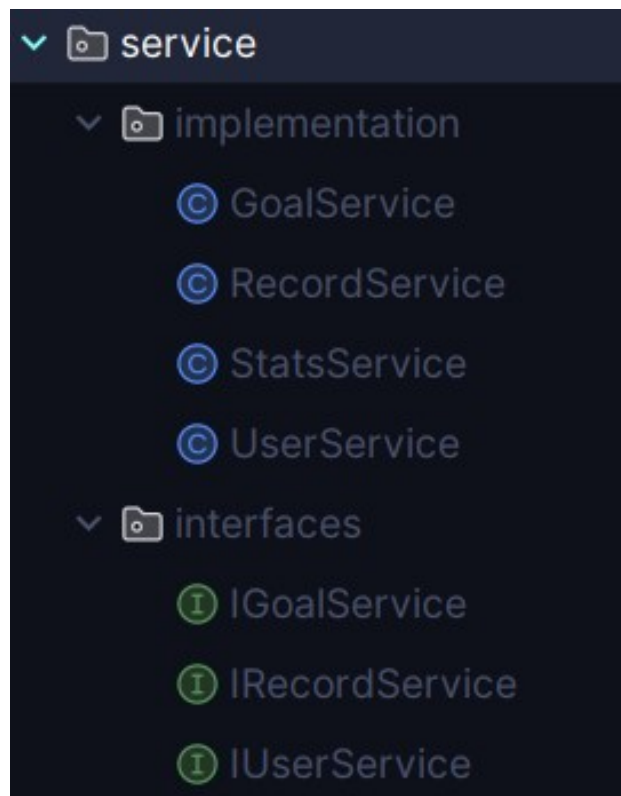 service
implementation
GoalService
RecordService
StatsService
UserService
interfaces
IGoalService
IRecordService
IUserService